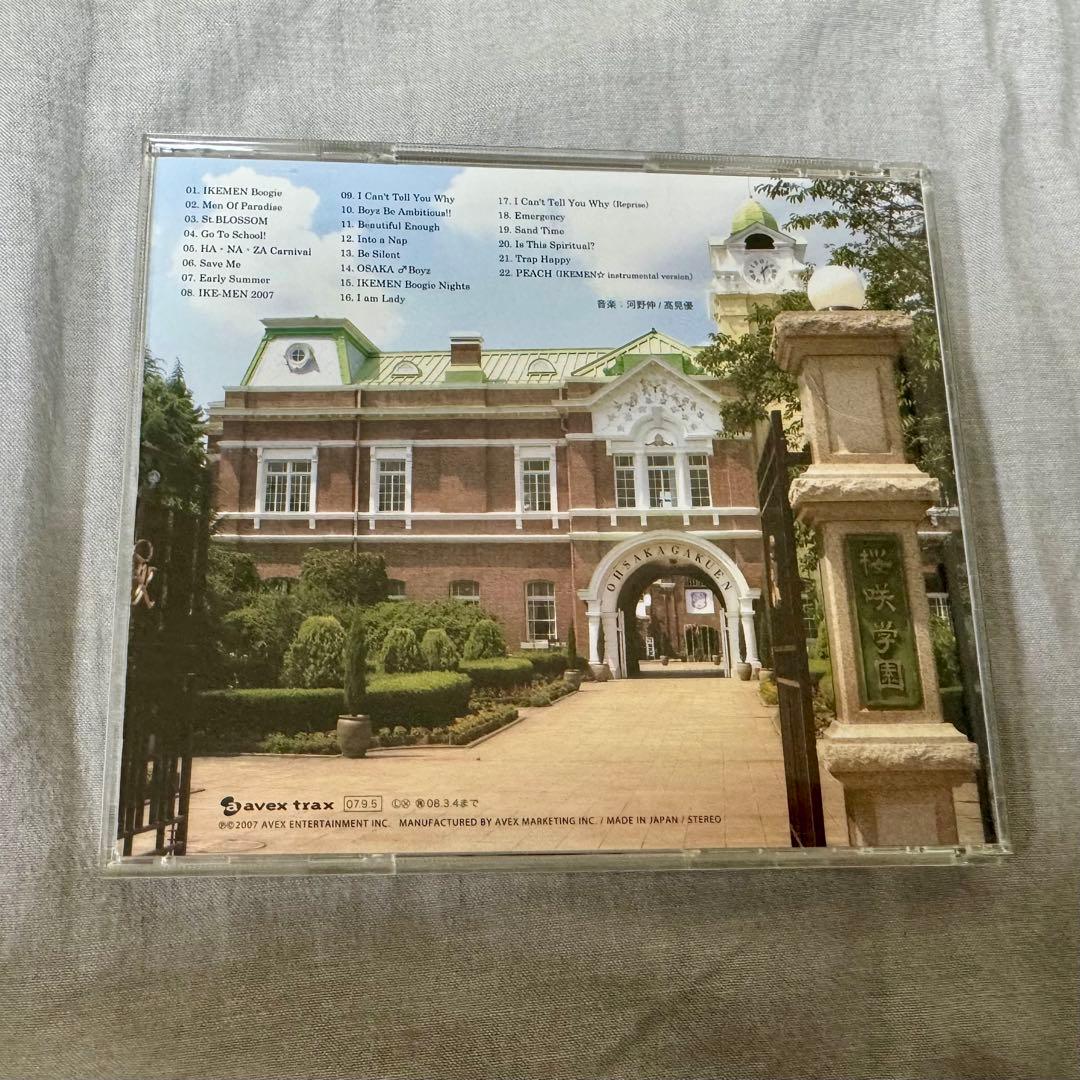 01. IKEMEN Boogie
02. Men Of Paradise
03. St.BLOSSOM
04. Go To School!
05. HA・NA・ZA Carnival
06. Save Me
07. Early Summer
08. IKE-MEN 2007
09. I Can't Tell You Why
10. Boyz Be Ambitious!!
11. Beautiful Enough
12. Into a Nap
13. Be Silent
14. OSAKA♂Boyz
15. IKEMEN Boogie Nights
16. I am Lady
17. I Can't Tell You Why (Reprise)
18. Emergency
19. Sand Time
20. Is This Spiritual?
21. Trap Happy
22. PEACH (IKEMEN☆ instrumental version)
音楽:河野伸/高見優
OHSAKAGAKUEN
桜咲学園
avex trax 07.9.5 Ⓛ Ⓧ 08.3.4まで
℗©2007 AVEX ENTERTAINMENT INC. MANUFACTURED BY AVEX MARKETING INC. / MADE IN JAPAN / STEREO